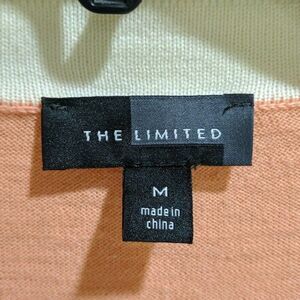 THE LIMITED
M
made in
china